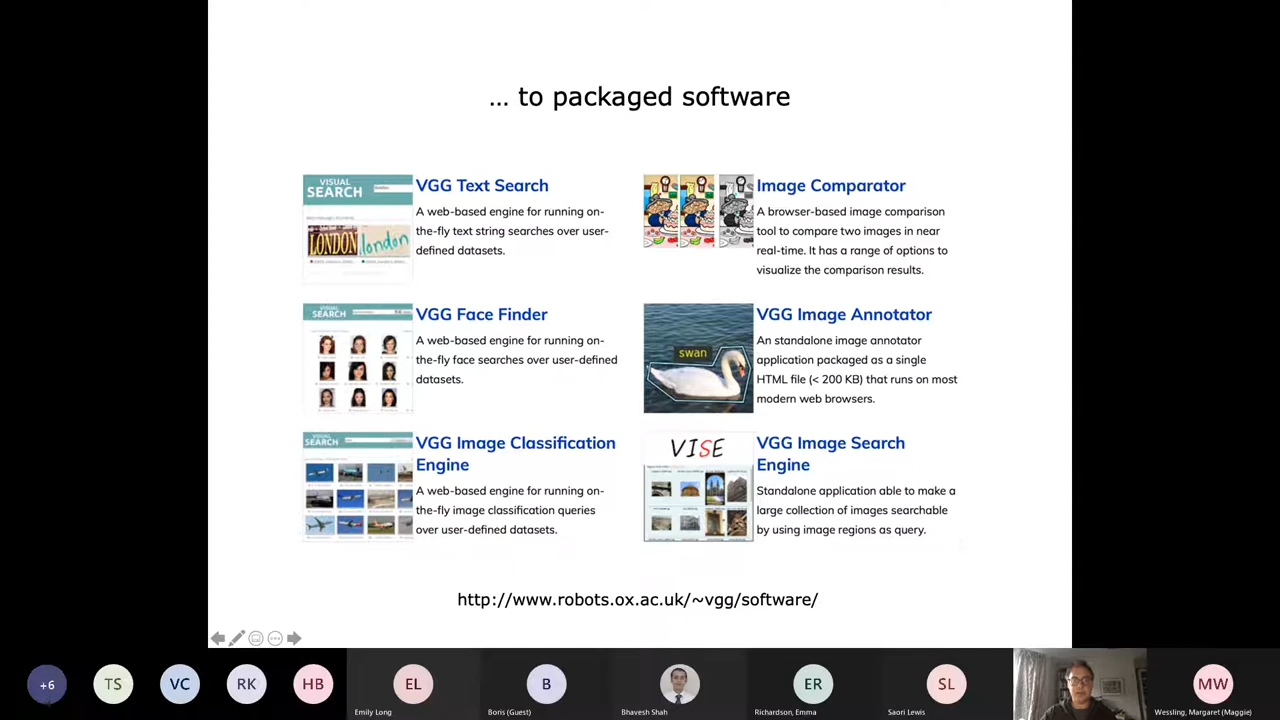 ... to packaged software
VISUAL
SEARCH
LONDON
london
VGG Text Search
A web-based engine for running on-
the-fly text string searches over user-
defined datasets.
Image Comparator
A browser-based image comparison
tool to compare two images in near
real-time. It has a range of options to
visualize the comparison results.
VISUAL
SEARCH
VGG Face Finder
A web-based engine for running on-
the-fly face searches over user-defined
datasets.
swan
VGG Image Annotator
An standalone image annotator
application packaged as a single
HTML file (< 200 KB) that runs on most
modern web browsers.
VISUAL
SEARCH
VGG Image Classification
Engine
A web-based engine for running on-
the-fly image classification queries
over user-defined datasets.
VISE
VGG Image Search
Engine
Standalone application able to make a
large collection of images searchable
by using image regions as query.
http://www.robots.ox.ac.uk/~vgg/software/
+6
TS
VC
RK
HB
EL
B
ER
SL
MW
Emily Long
Boris (Guest)
Bhavesh Shah
Richardson, Emma
Saori Lewis
Wessling, Margaret (Maggie)